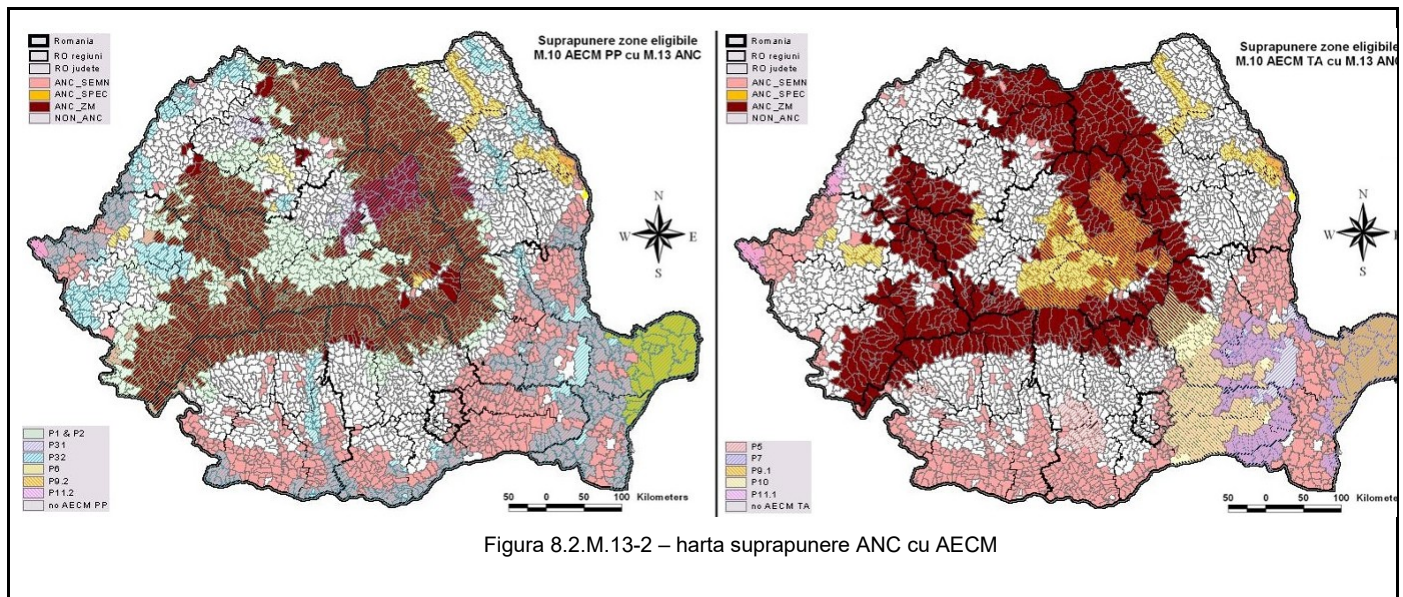 Romania
RO regiuni
RO judete
ANC_SEMN
ANC_SPEC
ANC_ZM
NON_ANC
Suprapunere zone eligibile
M.10 AECM PP cu M.13 ANC
N
W E
S
P1 & P2
P31
P32
P6
P9.2
P11.2
no AECM PP
50 0 50 100 Kilometers
Romania
RO regiuni
RO judete
ANC_SEMN
ANC_SPEC
ANC_ZM
NON_ANC
Suprapunere zone eligibile
M.10 AECM TA cu M.13 ANC
N
W
S
P5
P7
P9.1
P10
P11.1
no AECM TA
50 0 50 100 Kilomete
Figura 8.2.M.13-2 – harta suprapunere ANC cu AECM